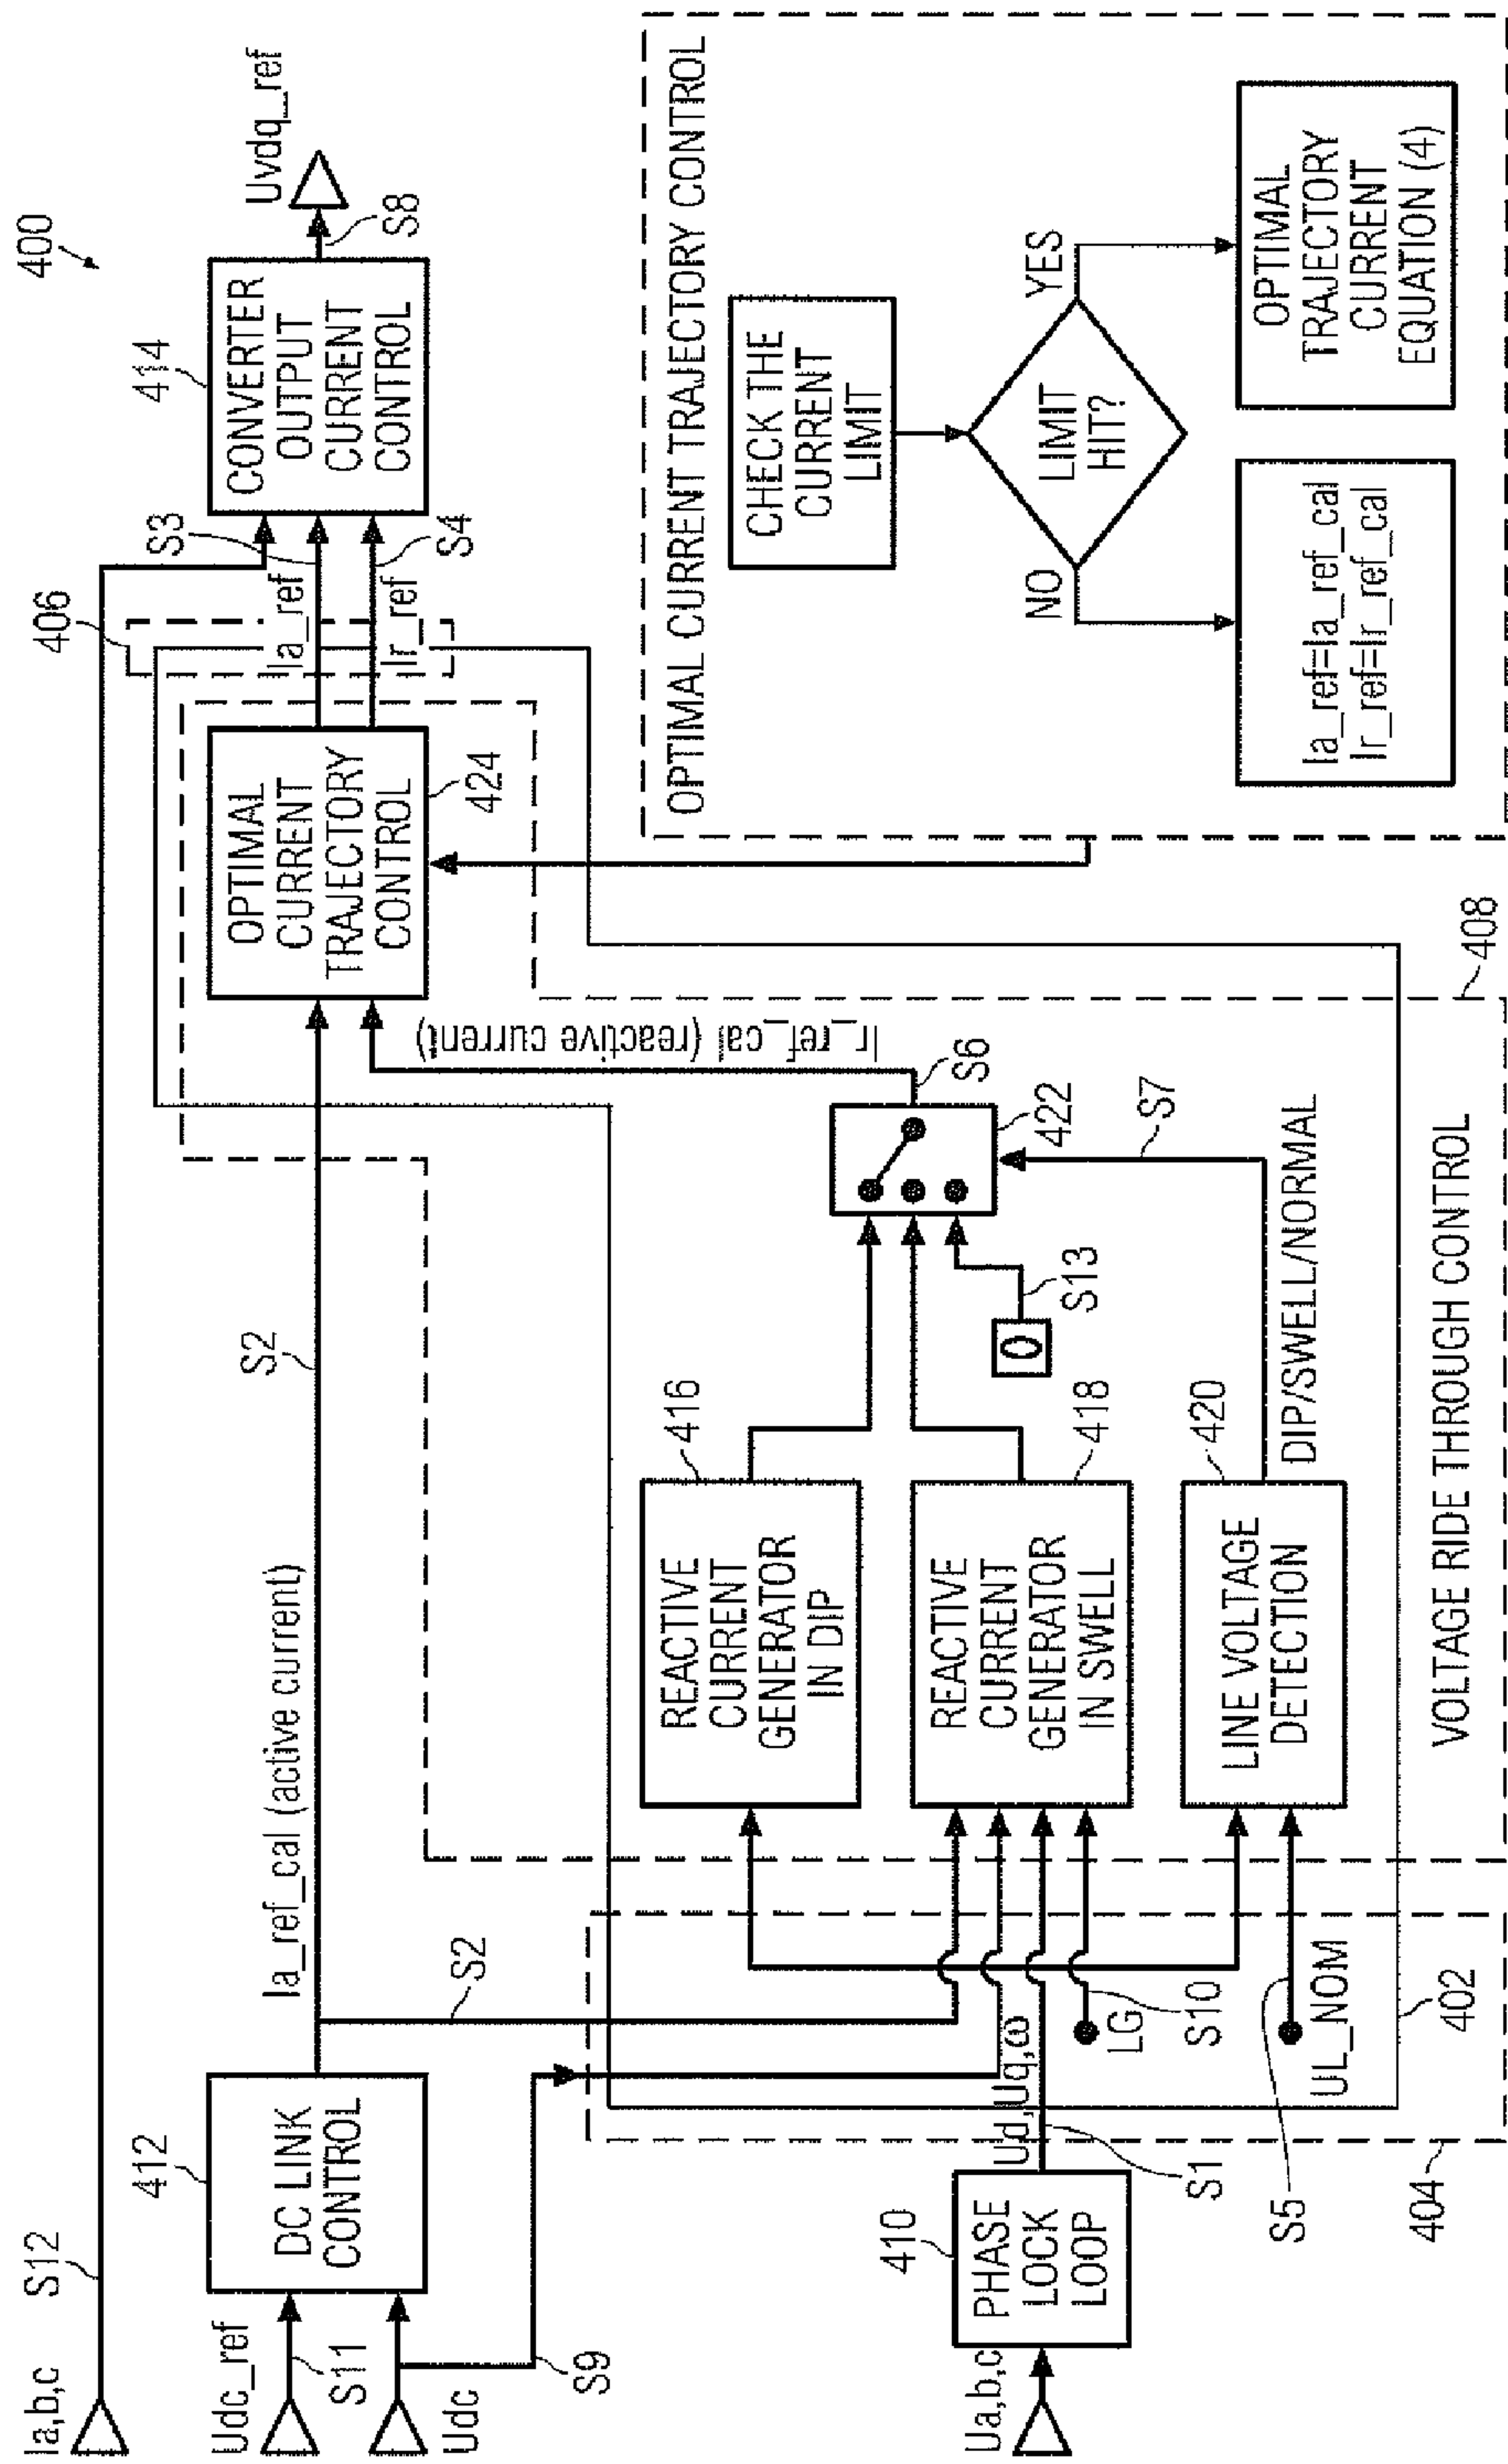 400
Ia,b,c
S12
Udc_ref
S11
Udc
S9
412
DC LINK
CONTROL
Ia_ref_cal (active current)
S2
S2
OPTIMAL
CURRENT
TRAJECTORY
CONTROL
424
406
Ia_ref
Ir_ref
S3
S4
414
CONVERTER
OUTPUT
CURRENT
CONTROL
S8
Uvdq_ref
Ir_ref_cal (reactive current)
Ua,b,c
410
PHASE
LOCK
LOOP
Ud,Uq,ω
S1
LG
S10
UL_NOM
S5
404
402
416
REACTIVE
CURRENT
GENERATOR
IN DIP
418
REACTIVE
CURRENT
GENERATOR
IN SWELL
420
LINE VOLTAGE
DETECTION
0
S13
S6
422
S7
DIP/SWELL/NORMAL
VOLTAGE RIDE THROUGH CONTROL
408
OPTIMAL CURRENT TRAJECTORY CONTROL
CHECK THE
CURRENT
LIMIT
LIMIT
HIT?
NO
YES
Ia_ref=Ia_ref_cal
Ir_ref=Ir_ref_cal
OPTIMAL
TRAJECTORY
CURRENT
EQUATION (4)